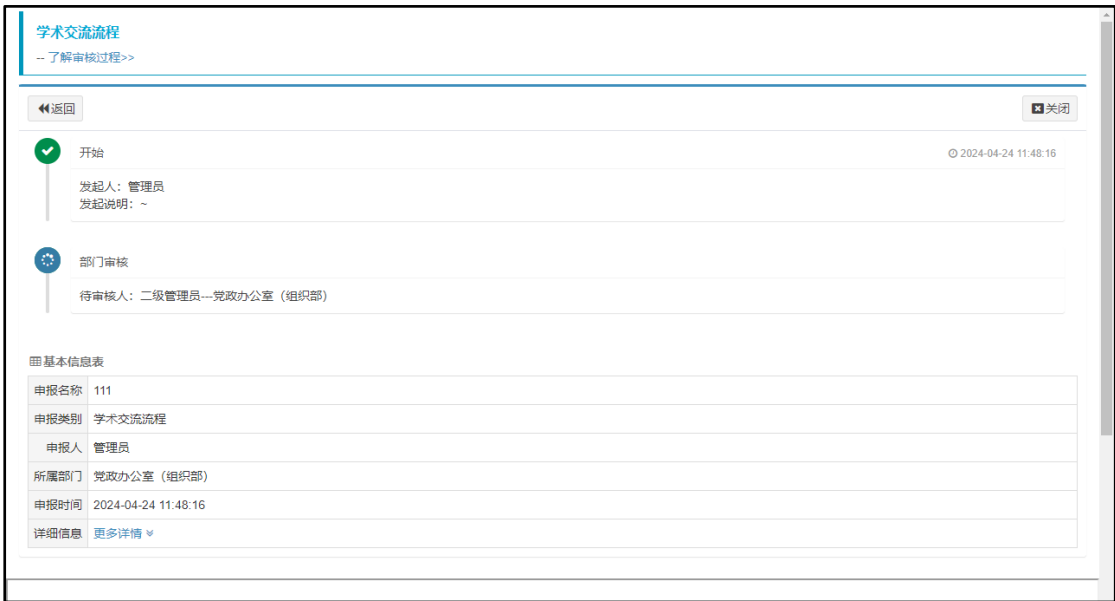 学术交流流程
-- 了解审核过程>>
返回
关闭
开始
2024-04-24 11:48:16
发起人：管理员
发起说明：~
部门审核
待审核人：二级管理员---党政办公室（组织部）
基本信息表
申报名称 111
申报类别 学术交流流程
申报人 管理员
所属部门 党政办公室（组织部）
申报时间 2024-04-24 11:48:16
详细信息 更多详情